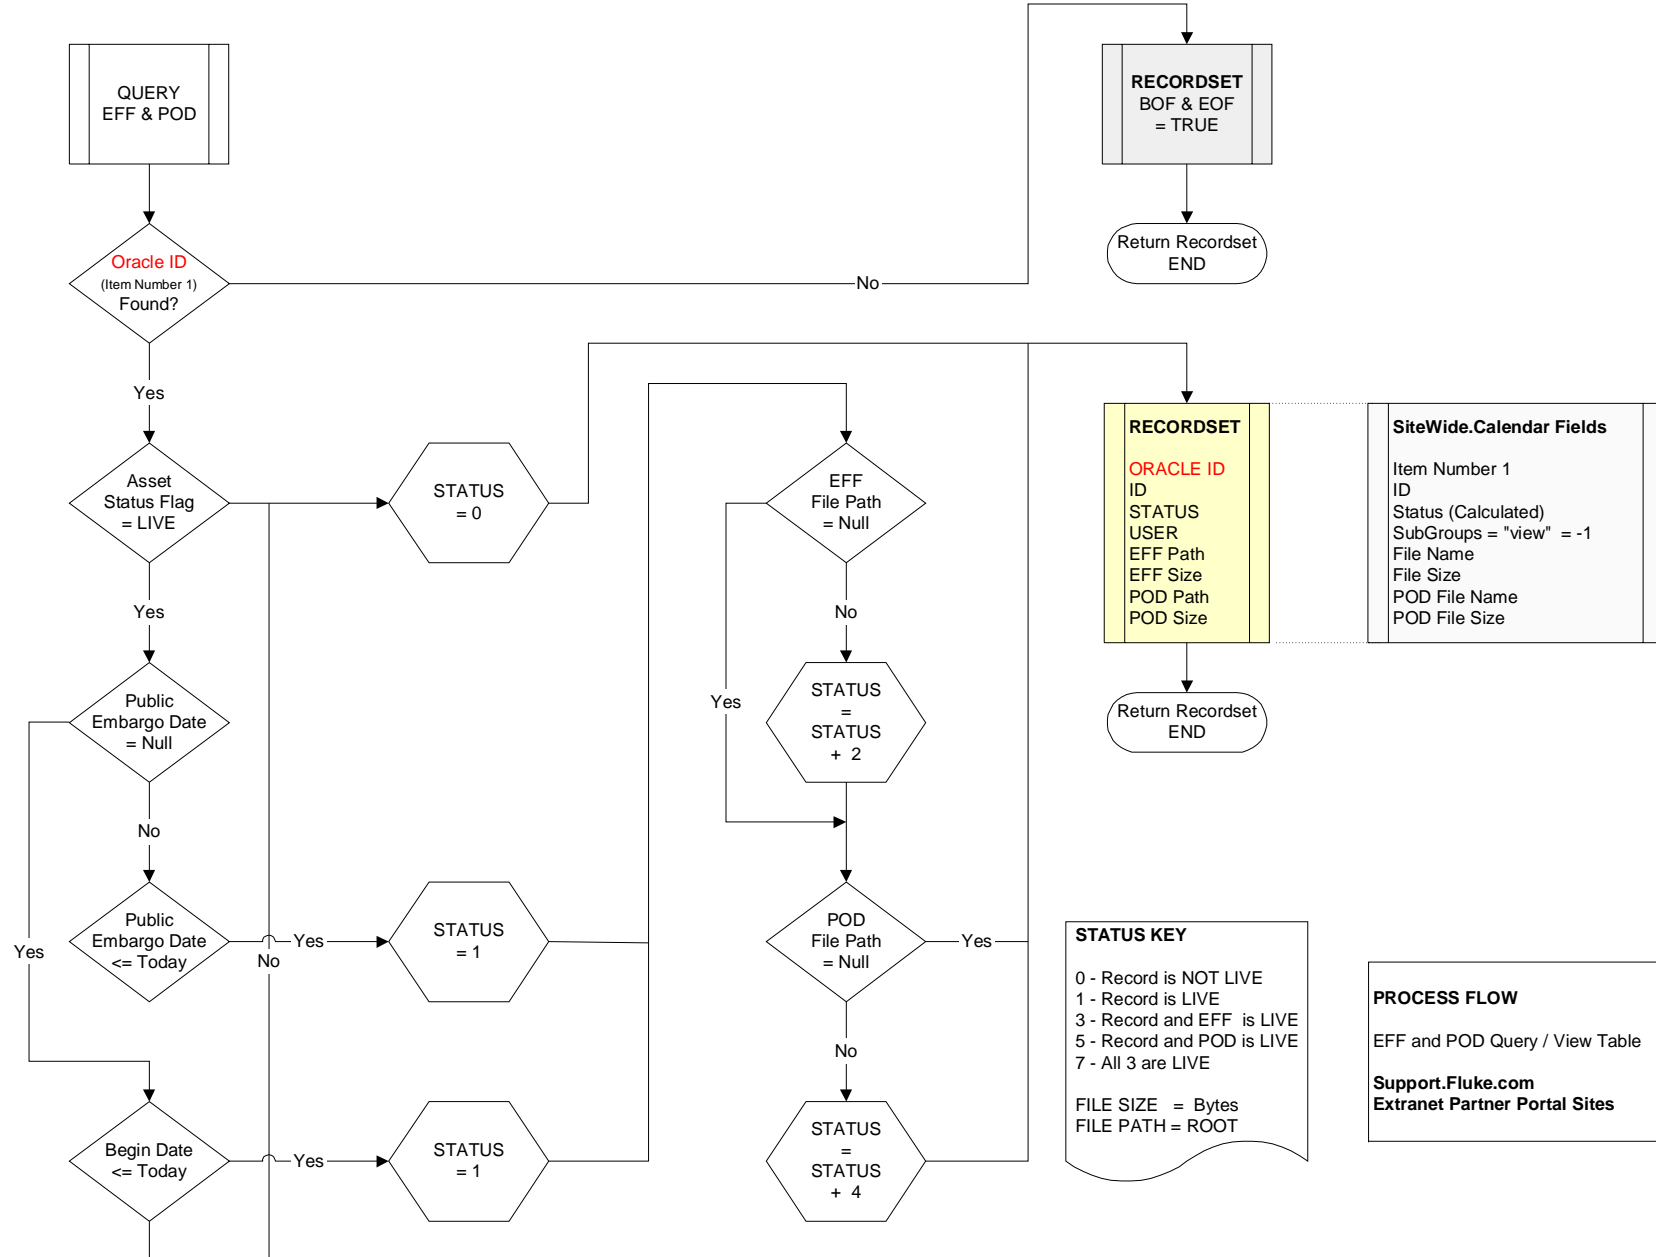 QUERY
EFF & POD
RECORDSET
BOF & EOF
= TRUE
Return Recordset
END
Oracle ID
(Item Number 1)
Found?
No
Yes
Asset
Status Flag
= LIVE
STATUS
= 0
EFF
File Path
= Null
RECORDSET
ORACLE ID
ID
STATUS
USER
EFF Path
EFF Size
POD Path
POD Size
SiteWide.Calendar Fields
Item Number 1
ID
Status (Calculated)
SubGroups = "view" = -1
File Name
File Size
POD File Name
POD File Size
Yes
No
Public
Embargo Date
= Null
Yes
STATUS
=
STATUS
+ 2
Return Recordset
END
No
Public
Embargo Date
<= Today
Yes
Yes
No
STATUS
= 1
POD
File Path
= Null
Yes
No
STATUS KEY
0 - Record is NOT LIVE
1 - Record is LIVE
3 - Record and EFF is LIVE
5 - Record and POD is LIVE
7 - All 3 are LIVE
FILE SIZE = Bytes
FILE PATH = ROOT
PROCESS FLOW
EFF and POD Query / View Table
Support.Fluke.com
Extranet Partner Portal Sites
Begin Date
<= Today
Yes
STATUS
= 1
STATUS
=
STATUS
+ 4